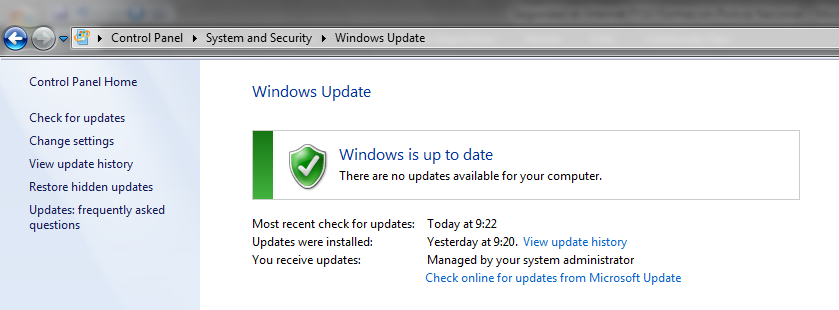 Control Panel ▸ System and Security ▸ Windows Update
Control Panel Home
Check for updates
Change settings
View update history
Restore hidden updates
Updates: frequently asked
questions
Windows Update
Windows is up to date
There are no updates available for your computer.
Most recent check for updates: Today at 9:22
Updates were installed: Yesterday at 9:20. View update history
You receive updates: Managed by your system administrator
Check online for updates from Microsoft Update